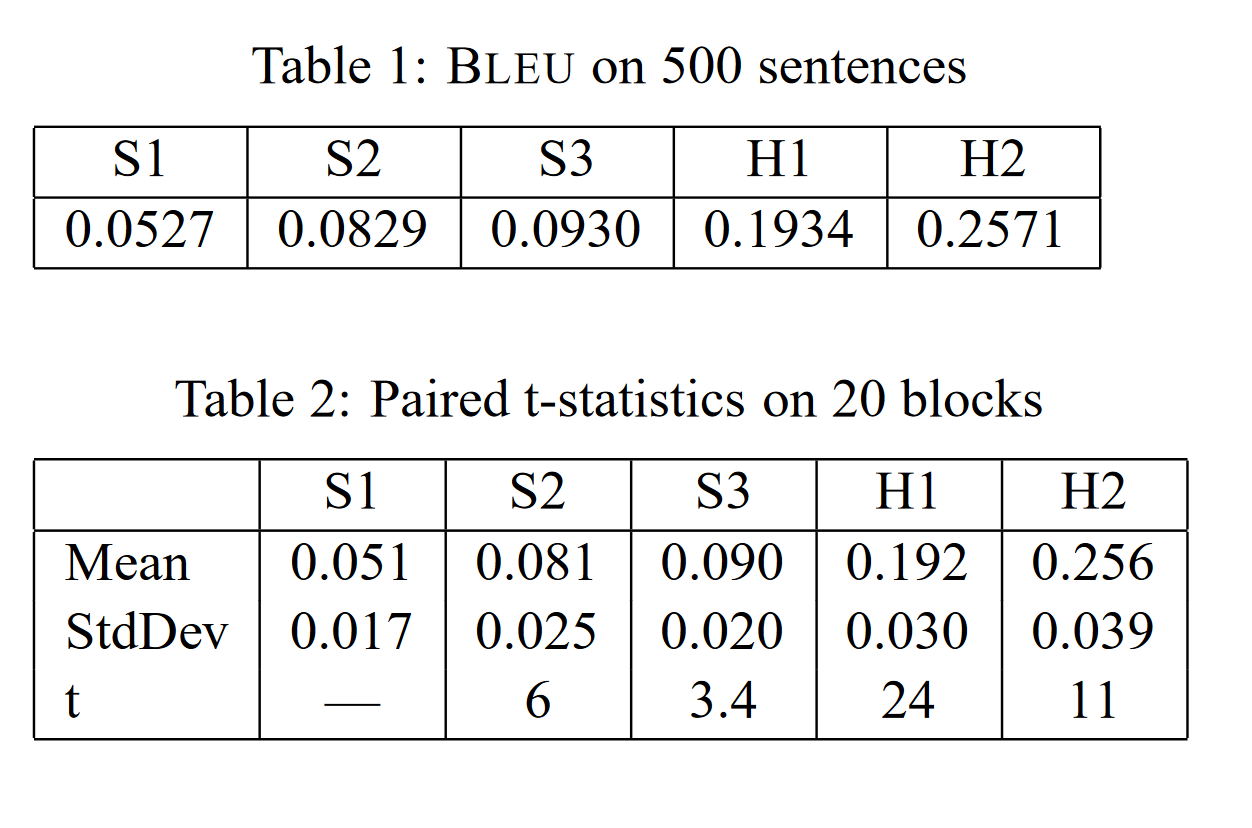 Table 1: BLEU on 500 sentences
S1 S2 S3 H1 H2
0.0527 0.0829 0.0930 0.1934 0.2571
Table 2: Paired t-statistics on 20 blocks
S1 S2 S3 H1 H2
Mean 0.051 0.081 0.090 0.192 0.256
StdDev 0.017 0.025 0.020 0.030 0.039
t — 6 3.4 24 11